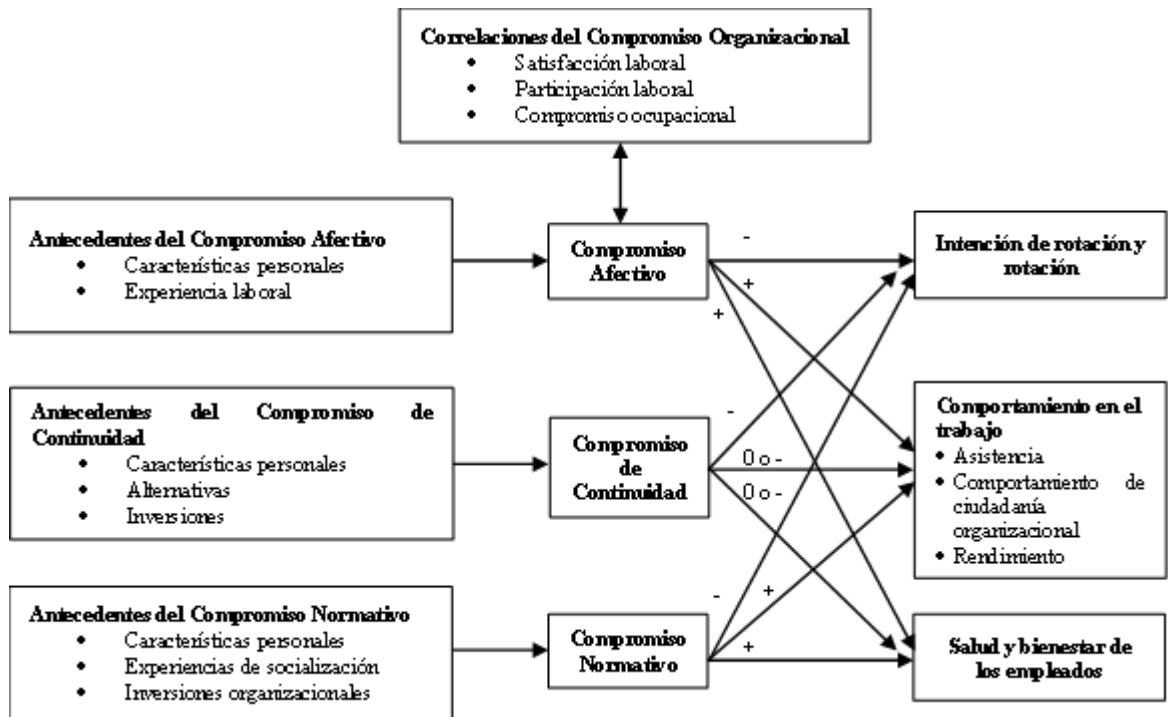 Correlaciones del Compromiso Organizacional
• Satisfacción laboral
• Participación laboral
• Compromiso ocupacional
Antecedentes del Compromiso Afectivo
• Características personales
• Experiencia laboral
Compromiso
Afectivo
-
+
+
Intención de rotación y
rotación
Antecedentes del Compromiso de
Continuidad
• Características personales
• Alternativas
• Inversiones
Compromiso
de
Continuidad
-
0 o -
0 o -
Comportamiento en el
trabajo
• Asistencia
• Comportamiento de
ciudadanía
organizacional
• Rendimiento
Antecedentes del Compromiso Normativo
• Características personales
• Experiencias de socialización
• Inversiones organizacionales
Compromiso
Normativo
-
+
+
Salud y bienestar de
los empleados